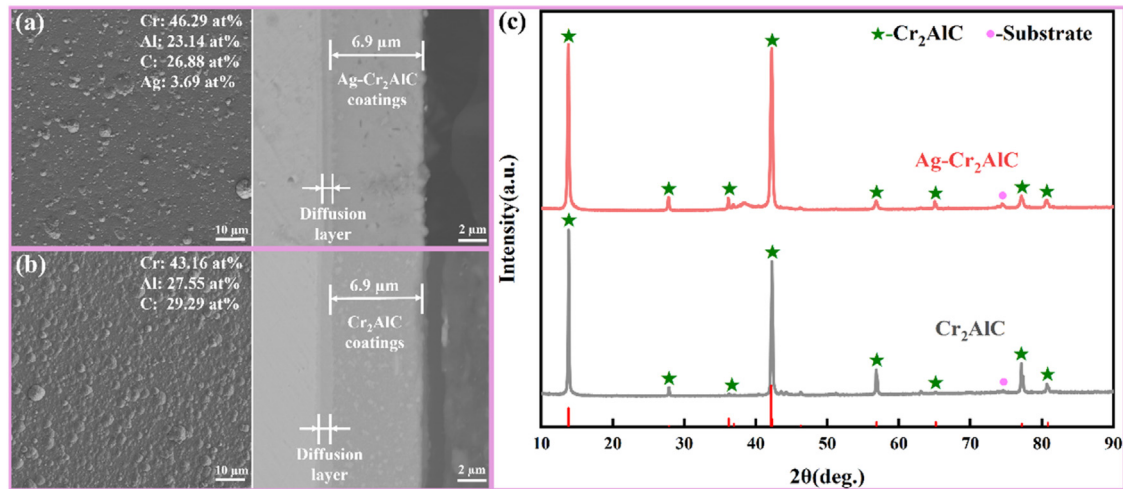 (a)
Cr: 46.29 at%
Al: 23.14 at%
C: 26.88 at%
Ag: 3.69 at%
10 μm
6.9 μm
Ag-Cr₂AlC
coatings
Diffusion
layer
2 μm
(b)
Cr: 43.16 at%
Al: 27.55 at%
C: 29.29 at%
10 μm
6.9 μm
Cr₂AlC
coatings
Diffusion
layer
2 μm
(c)
★-Cr₂AlC ●-Substrate
Ag-Cr₂AlC
Cr₂AlC
Intensity(a.u.)
10 20 30 40 50 60 70 80 90
2θ(deg.)